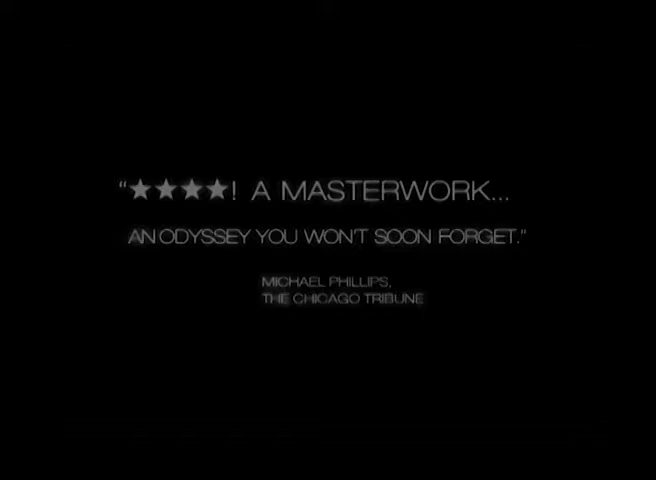 "★★★★! A MASTERWORK...
AN ODYSSEY YOU WON'T SOON FORGET."
MICHAEL PHILLIPS,
THE CHICAGO TRIBUNE